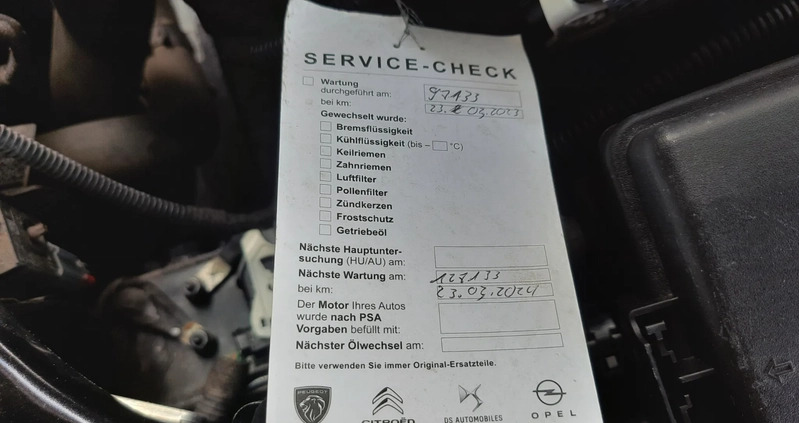 SERVICE-CHECK
Wartung
durchgeführt am: 97133
bei km: 23. 03.2023
Gewechselt wurde:
Bremsflüssigkeit
Kühlflüssigkeit (bis – °C)
Keilriemen
Zahnriemen
Luftfilter
Pollenfilter
Zündkerzen
Frostschutz
Getriebeöl
Nächste Hauptunter-
suchung (HU/AU) am:
Nächste Wartung am: 127133
bei km: 23.03.2024
Der Motor Ihres Autos
wurde nach PSA
Vorgaben befüllt mit:
Nächster Ölwechsel am:
Bitte verwenden Sie immer Original-Ersatzteile.
PEUGEOT CITROËN DS AUTOMOBILES OPEL